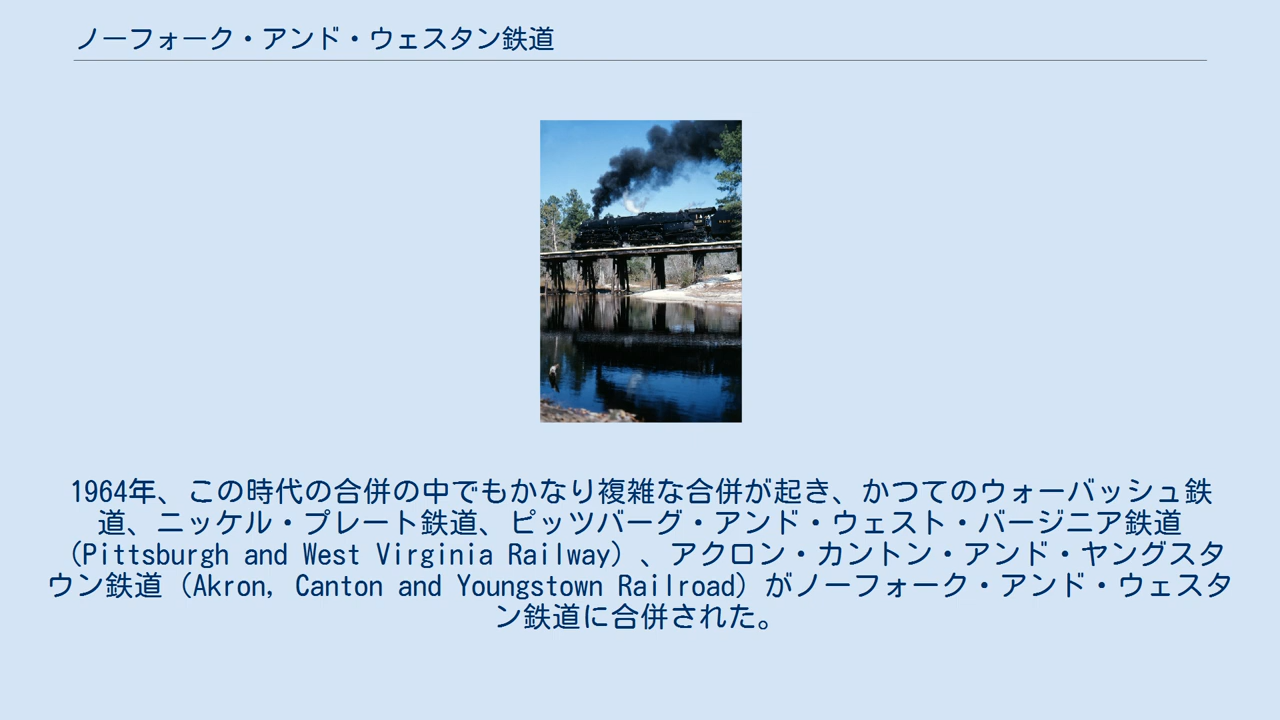 ノーフォーク・アンド・ウェスタン鉄道
1964年、この時代の合併の中でもかなり複雑な合併が起き、かつてのウォーバッシュ鉄
道、ニッケル・プレート鉄道、ピッツバーグ・アンド・ウェスト・バージニア鉄道
（Pittsburgh and West Virginia Railway）、アクロン・カントン・アンド・ヤングスタ
ウン鉄道（Akron, Canton and Youngstown Railroad）がノーフォーク・アンド・ウェスタ
ン鉄道に合併された。